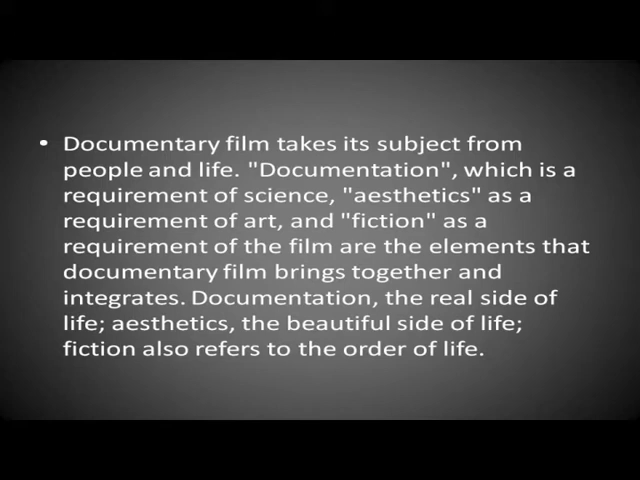 • Documentary film takes its subject from
people and life. "Documentation", which is a
requirement of science, "aesthetics" as a
requirement of art, and "fiction" as a
requirement of the film are the elements that
documentary film brings together and
integrates. Documentation, the real side of
life; aesthetics, the beautiful side of life;
fiction also refers to the order of life.